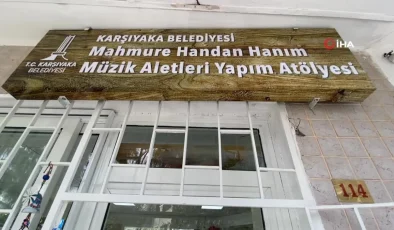 KARŞIYAKA BELEDİYESİ
Mahmure Handan Hanım
Müzik Aletleri Yapım Atölyesi
T.C. KARŞIYAKA
BELEDİYESİ
İHA
114